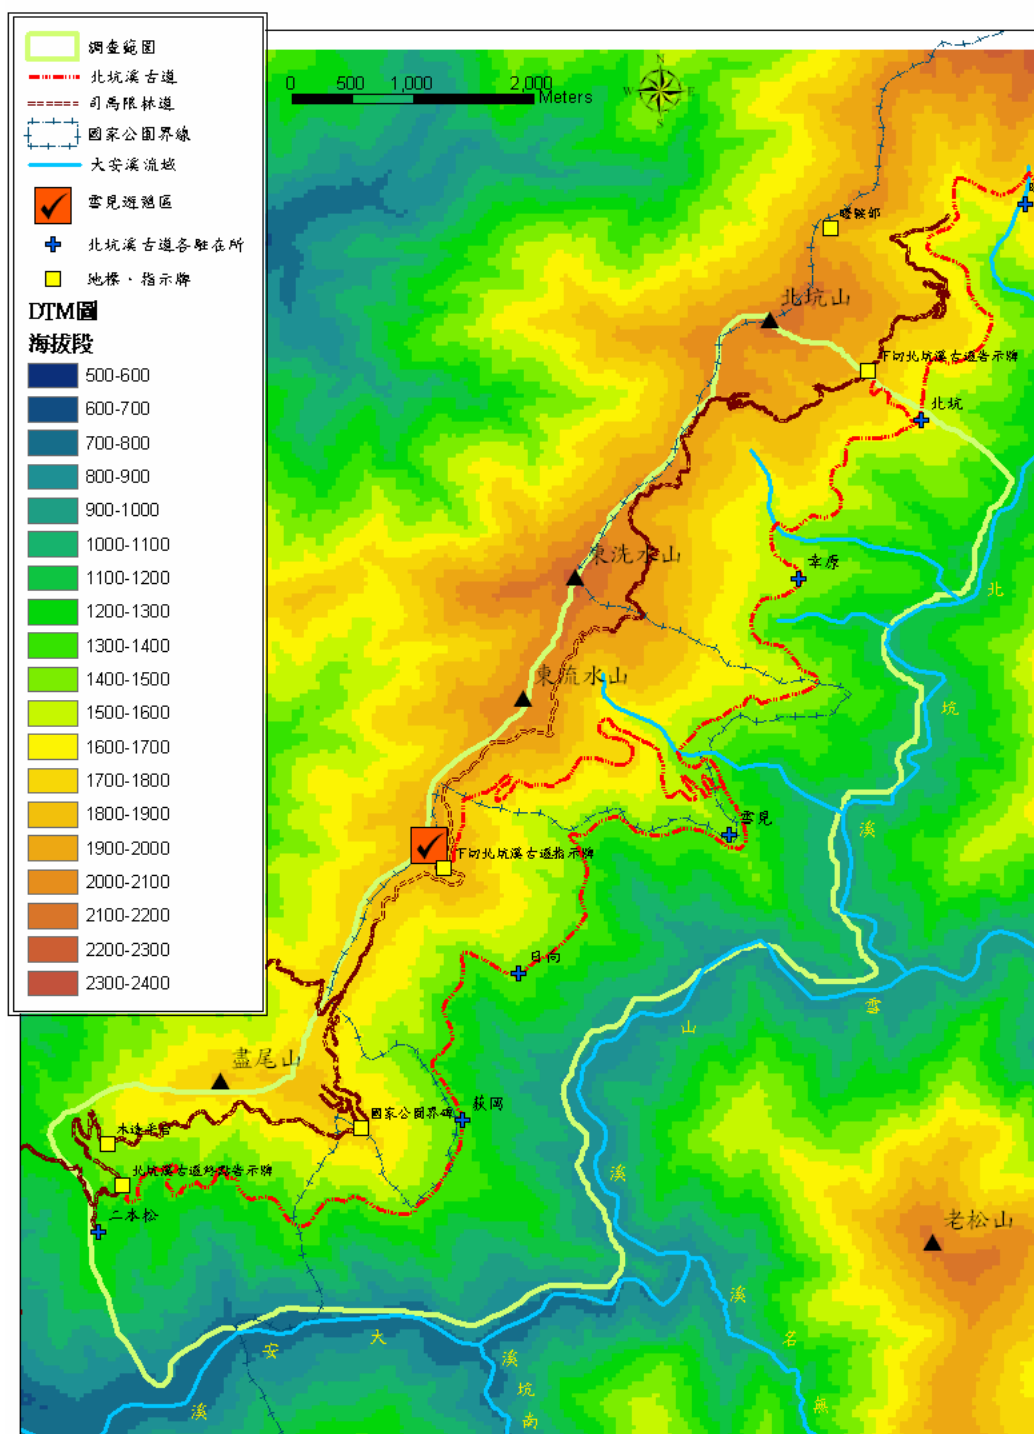 調查範圍
北坑溪古道
司馬限林道
國家公園界線
大安溪流域
雪見遊憩區
北坑溪古道各駐在所
地標、指示牌
DTM圖
海拔段
500-600
600-700
700-800
800-900
900-1000
1000-1100
1100-1200
1200-1300
1300-1400
1400-1500
1500-1600
1600-1700
1700-1800
1800-1900
1900-2000
2000-2100
2100-2200
2200-2300
2300-2400
0 500 1,000 2,000
Meters
N
W E
S
北坑山
下切北坑溪古道告示牌
北坑
東洗水山
幸原
北
坑
溪
東流水山
雪見
下切北坑溪古道指示牌
日向
雪
山
溪
盡尾山
國家公園界碑
荻岡
北坑溪古道終點告示牌
二本松
老松山
大
安
溪
溪
坑
南
溪
名
無